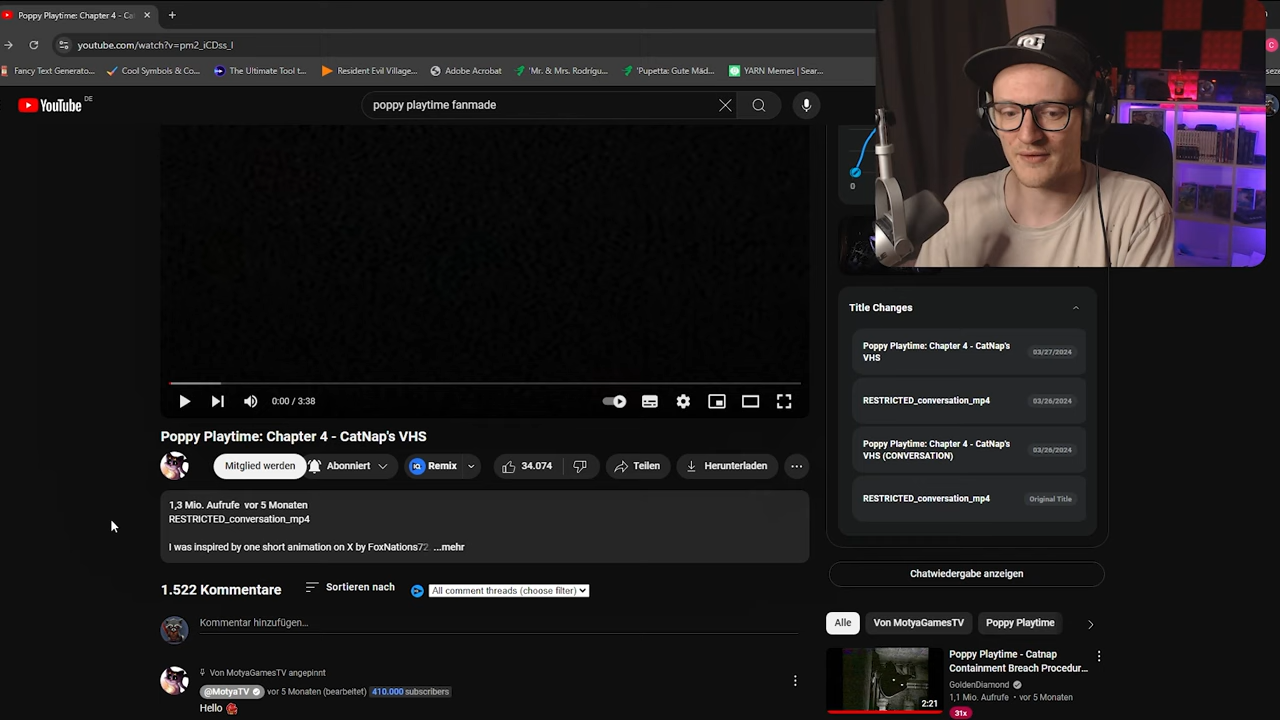 Poppy Playtime: Chapter 4 - Ca
youtube.com/watch?v=pm2_iCDss_I
Fancy Text Generato...
Cool Symbols & Co...
The Ultimate Tool t...
Resident Evil Village...
Adobe Acrobat
'Mr. & Mrs. Rodrígu...
'Pupetta: Gute Mäd...
YARN Memes | Sear...
YouTube DE
poppy playtime fanmade
0
0:00 / 3:38
Poppy Playtime: Chapter 4 - CatNap's VHS
Mitglied werden
Abonniert
Remix
34.074
Teilen
Herunterladen
1,3 Mio. Aufrufe vor 5 Monaten
RESTRICTED_conversation_mp4
I was inspired by one short animation on X by FoxNations72 ...mehr
1.522 Kommentare
Sortieren nach
All comment threads (choose filter)
Kommentar hinzufügen...
Von MotyaGamesTV angepinnt
@MotyaTV vor 5 Monaten (bearbeitet) 410.000 subscribers
Hello
Title Changes
Poppy Playtime: Chapter 4 - CatNap's
VHS
03/27/2024
RESTRICTED_conversation_mp4
03/26/2024
Poppy Playtime: Chapter 4 - CatNap's
VHS (CONVERSATION)
03/26/2024
RESTRICTED_conversation_mp4
Original Title
Chatwiedergabe anzeigen
Alle
Von MotyaGamesTV
Poppy Playtime
Poppy Playtime - Catnap
Containment Breach Procedur...
GoldenDiamond
1,1 Mio. Aufrufe • vor 5 Monaten
31x
2:21